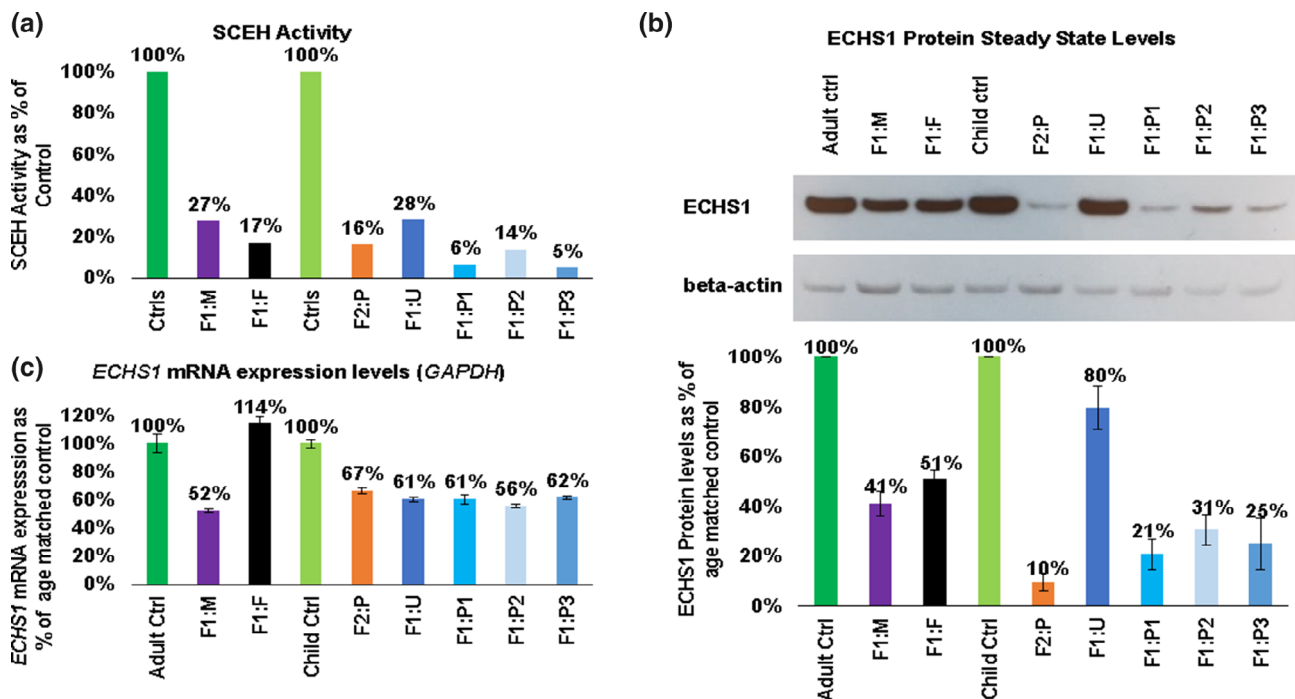 (a)
SCEH Activity
SCEH Activity as % of
Control
100%
80%
60%
40%
20%
0%
100%
27%
17%
100%
16%
28%
6%
14%
5%
Ctrls
F1:M
F1:F
Ctrls
F2:P
F1:U
F1:P1
F1:P2
F1:P3
(c)
ECHS1 mRNA expression levels (GAPDH)
ECHS1 mRNA expression as
% of age matched control
120%
100%
80%
60%
40%
20%
0%
100%
52%
114%
100%
67%
61%
61%
56%
62%
Adult Ctrl
F1:M
F1:F
Child Ctrl
F2:P
F1:U
F1:P1
F1:P2
F1:P3
(b)
ECHS1 Protein Steady State Levels
Adult ctrl
F1:M
F1:F
Child ctrl
F2:P
F1:U
F1:P1
F1:P2
F1:P3
ECHS1
beta-actin
ECHS1 Protein levels as % of
age matched control
100%
80%
60%
40%
20%
0%
100%
41%
51%
100%
10%
80%
21%
31%
25%
Adult Ctrl
F1:M
F1:F
Child Ctrl
F2:P
F1:U
F1:P1
F1:P2
F1:P3